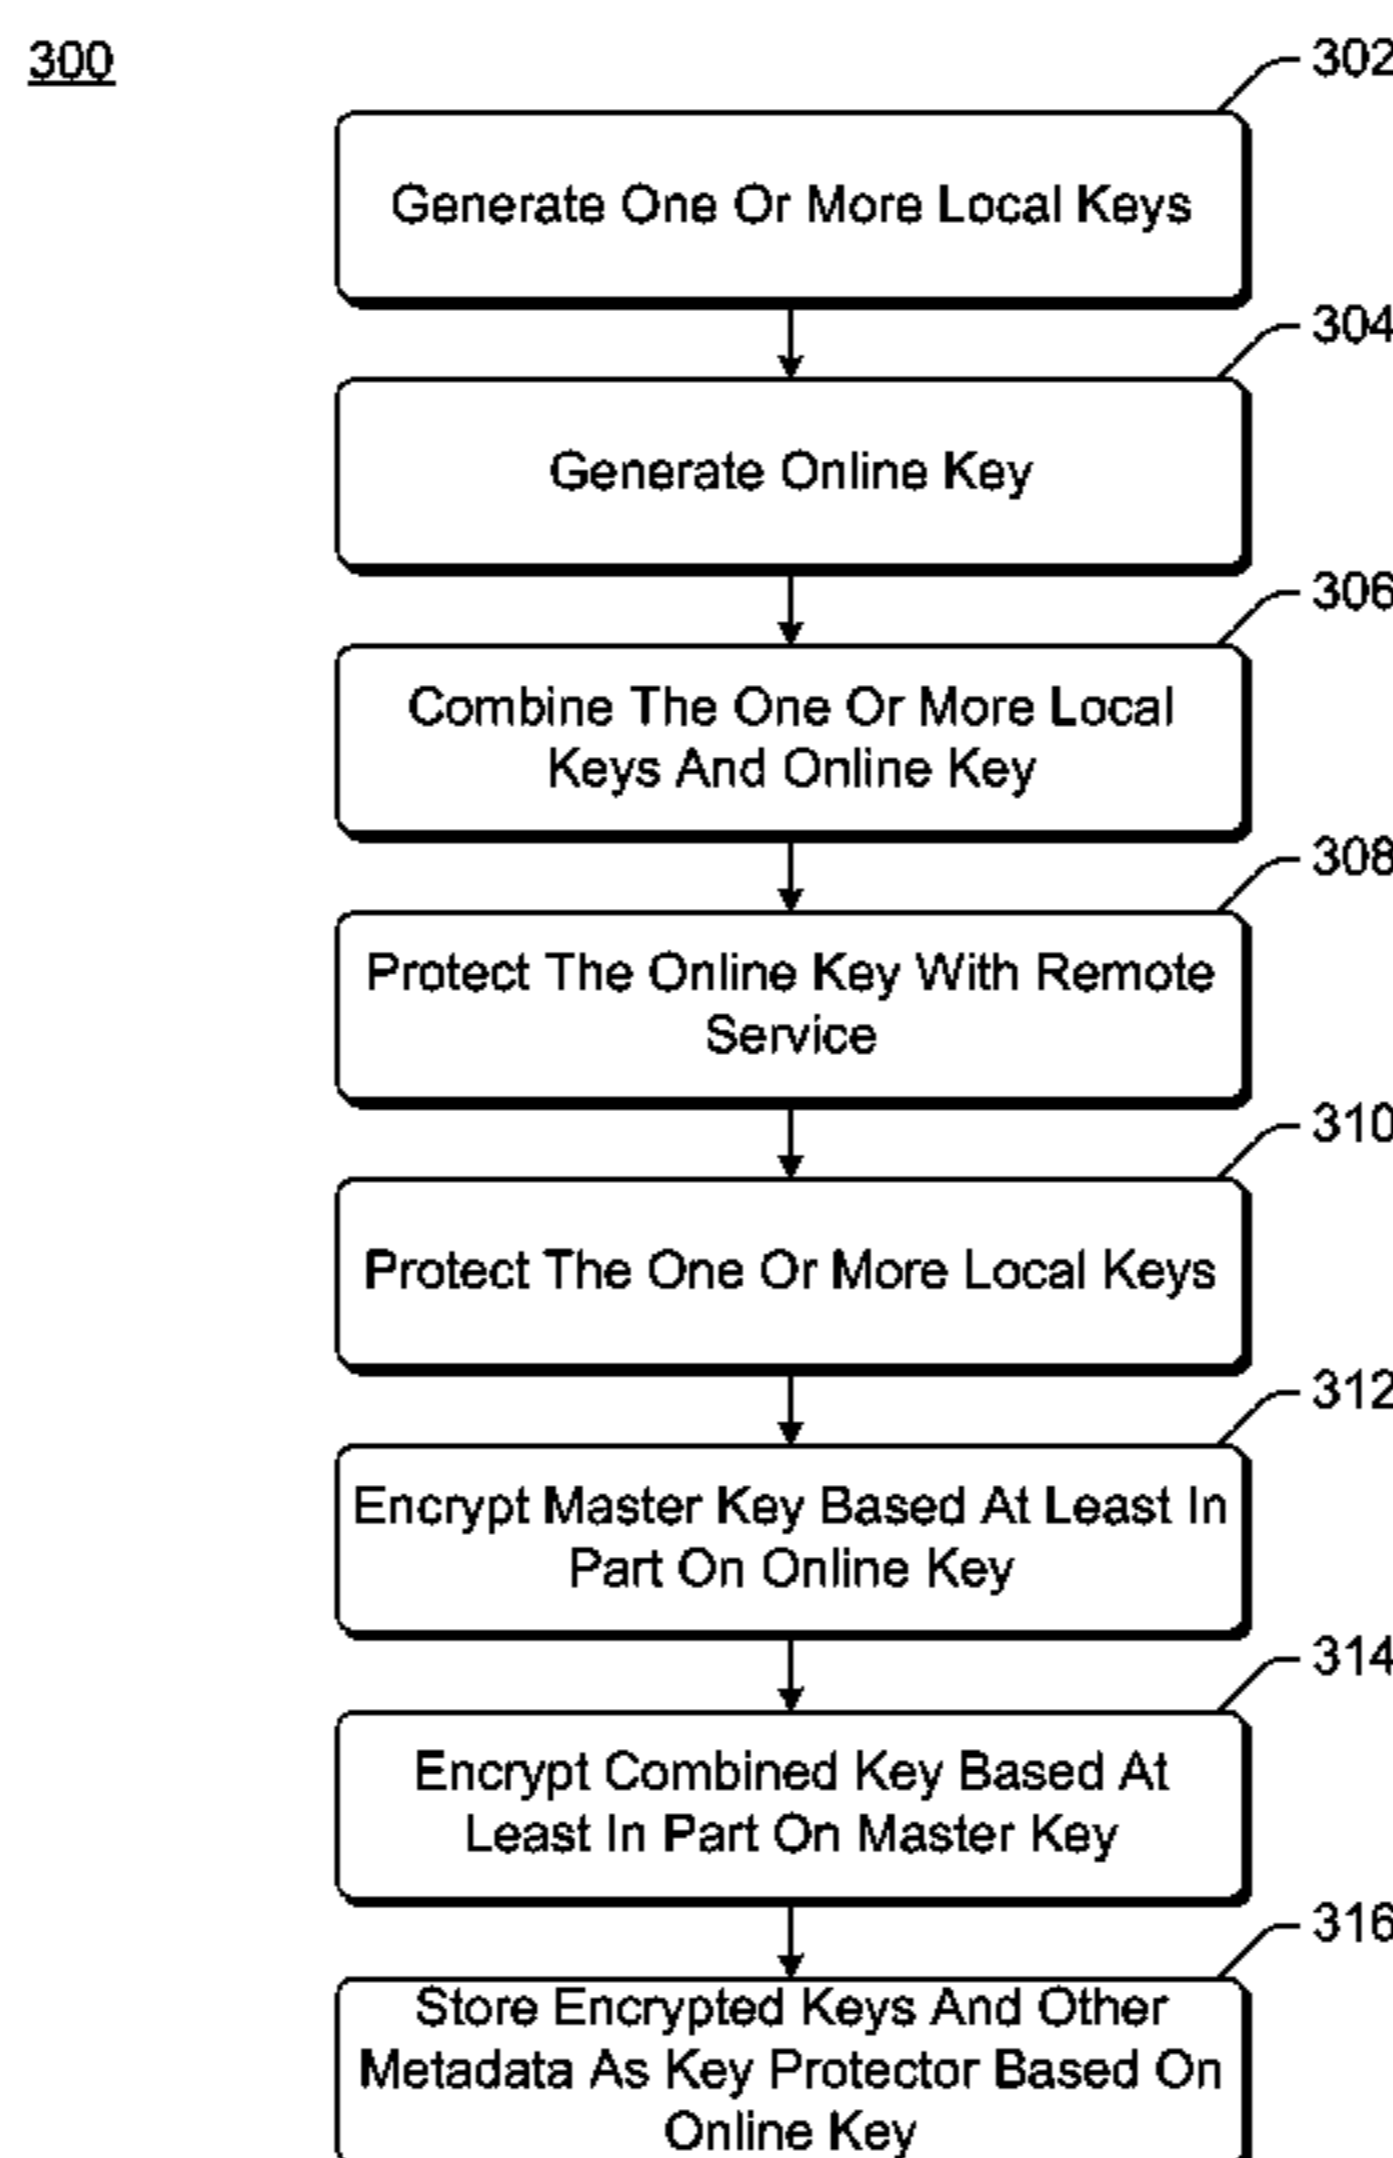 300
302
Generate One Or More Local Keys
304
Generate Online Key
306
Combine The One Or More Local
Keys And Online Key
308
Protect The Online Key With Remote
Service
310
Protect The One Or More Local Keys
312
Encrypt Master Key Based At Least In
Part On Online Key
314
Encrypt Combined Key Based At
Least In Part On Master Key
316
Store Encrypted Keys And Other
Metadata As Key Protector Based On
Online Key